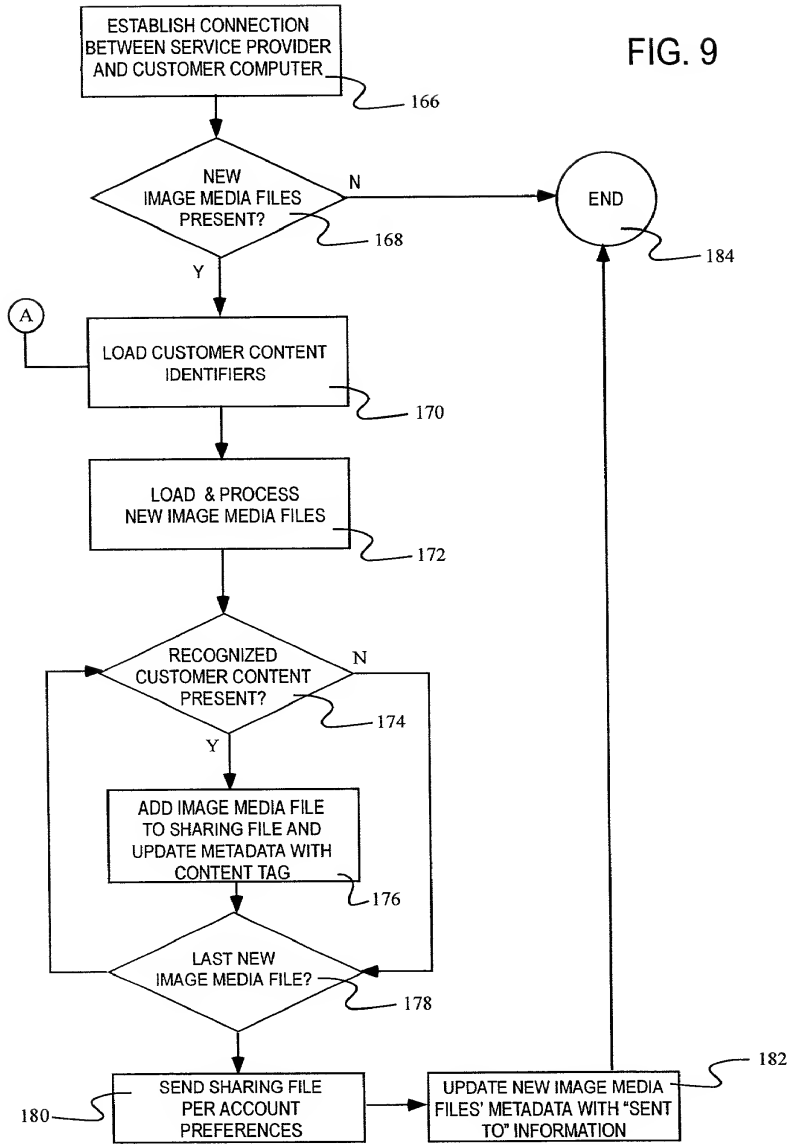 FIG. 9
ESTABLISH CONNECTION
BETWEEN SERVICE PROVIDER
AND CUSTOMER COMPUTER
166
NEW
IMAGE MEDIA FILES
PRESENT?
N
168
END
184
Y
A
LOAD CUSTOMER CONTENT
IDENTIFIERS
170
LOAD & PROCESS
NEW IMAGE MEDIA FILES
172
RECOGNIZED
CUSTOMER CONTENT
PRESENT?
N
174
Y
ADD IMAGE MEDIA FILE
TO SHARING FILE AND
UPDATE METADATA WITH
CONTENT TAG
176
LAST NEW
IMAGE MEDIA FILE?
178
SEND SHARING FILE
PER ACCOUNT
PREFERENCES
180
UPDATE NEW IMAGE MEDIA
FILES' METADATA WITH "SENT
TO" INFORMATION
182